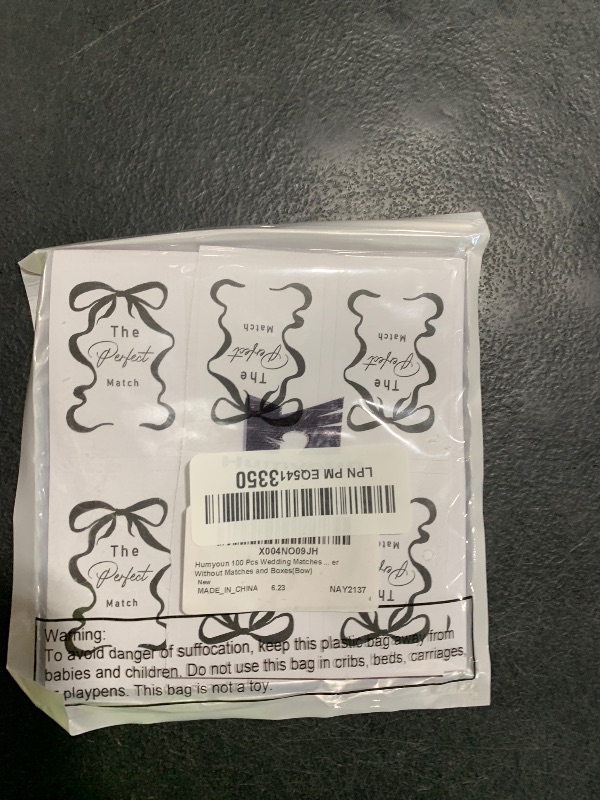 The
Perfect
Match
The
Perfect
Match
The
Perfect
Match
LPN PM EQ5413350
X004NO09JH
Humyoun 100 Pcs Wedding Matches ... er
Without Matches and Boxes(Bow)
New
MADE_IN_CHINA 6.23 NAY2137
The
Perfect
Match
Warning:
To avoid danger of suffocation, keep this plastic bag away from
babies and children. Do not use this bag in cribs, beds, carriages,
or playpens. This bag is not a toy.